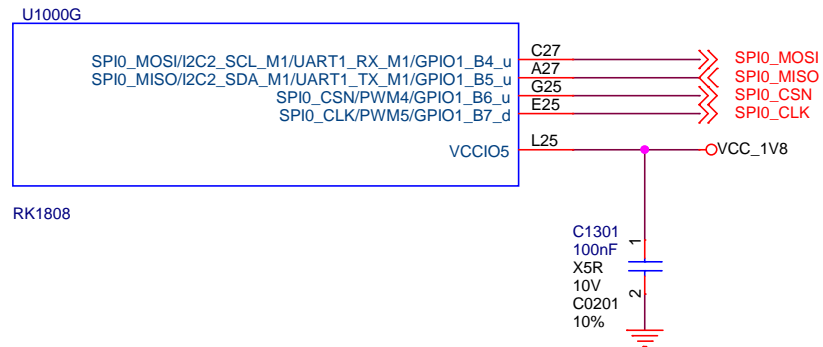 U1000G
SPI0_MOSI/I2C2_SCL_M1/UART1_RX_M1/GPIO1_B4_u C27 SPI0_MOSI
SPI0_MISO/I2C2_SDA_M1/UART1_TX_M1/GPIO1_B5_u A27 SPI0_MISO
SPI0_CSN/PWM4/GPIO1_B6_u G25 SPI0_CSN
SPI0_CLK/PWM5/GPIO1_B7_d E25 SPI0_CLK
VCCIO5 L25 VCC_1V8
RK1808
C1301
100nF
X5R
10V
C0201
10%
1
2